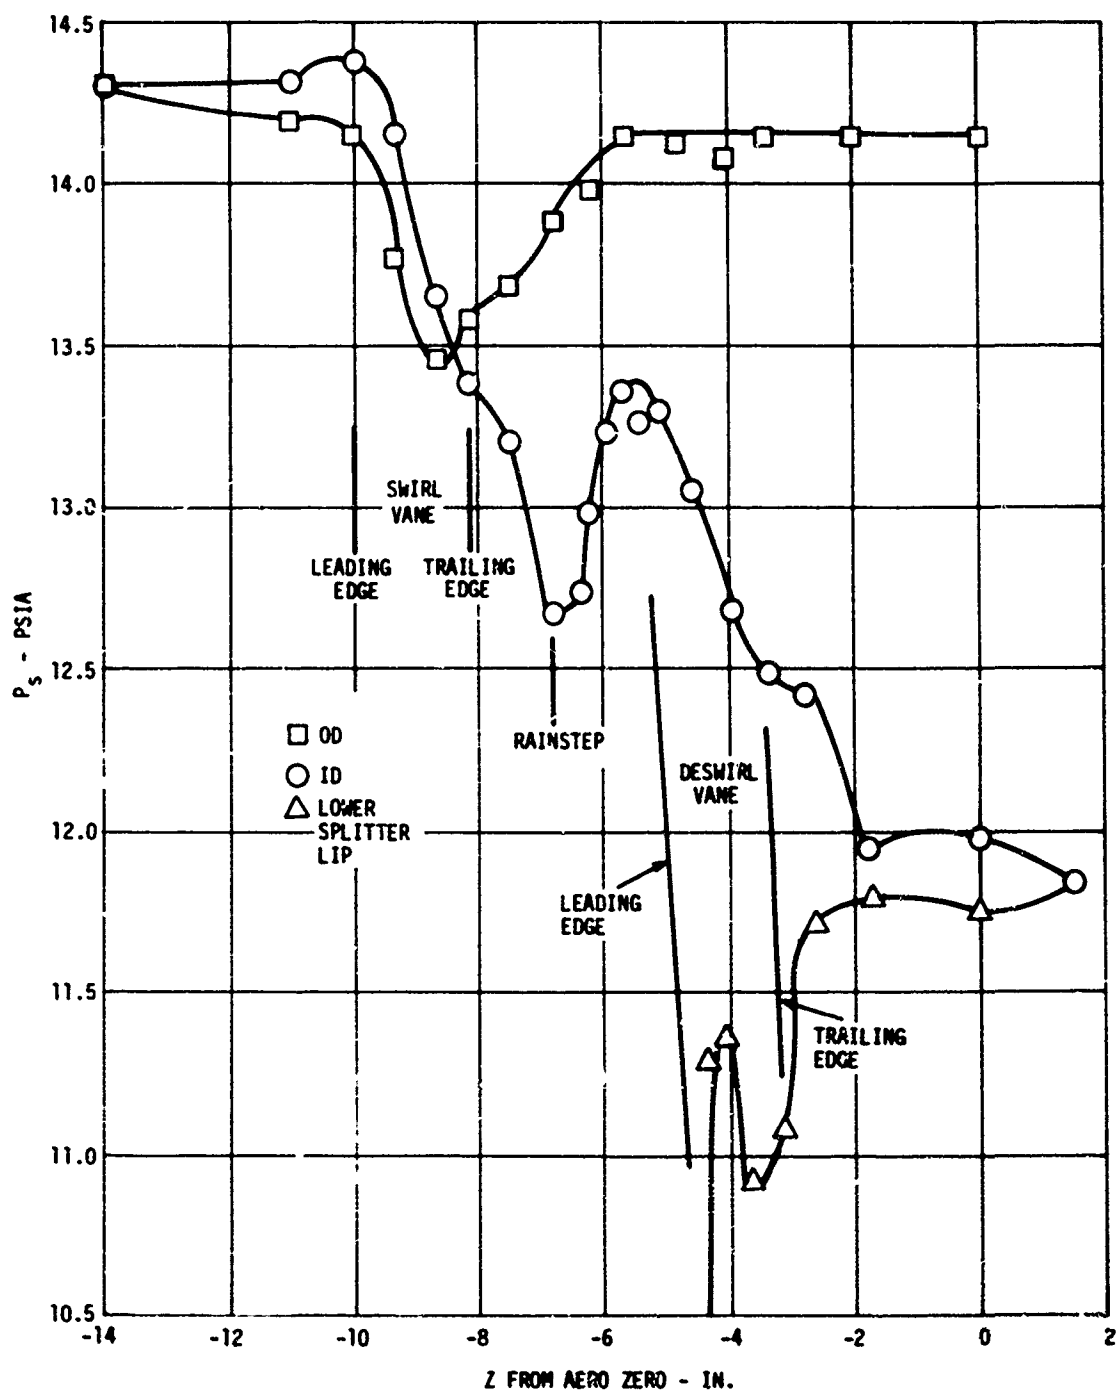 14.5
14.0
13.5
13.0
12.5
12.0
11.5
11.0
10.5
P_s - PSIA
SWIRL
VANE
LEADING
EDGE
TRAILING
EDGE
RAINSTEP
OD
ID
LOWER
SPLITTER
LIP
DESWIRL
VANE
LEADING
EDGE
TRAILING
EDGE
-14
-12
-10
-8
-6
-4
-2
0
2
Z FROM AERO ZERO - IN.